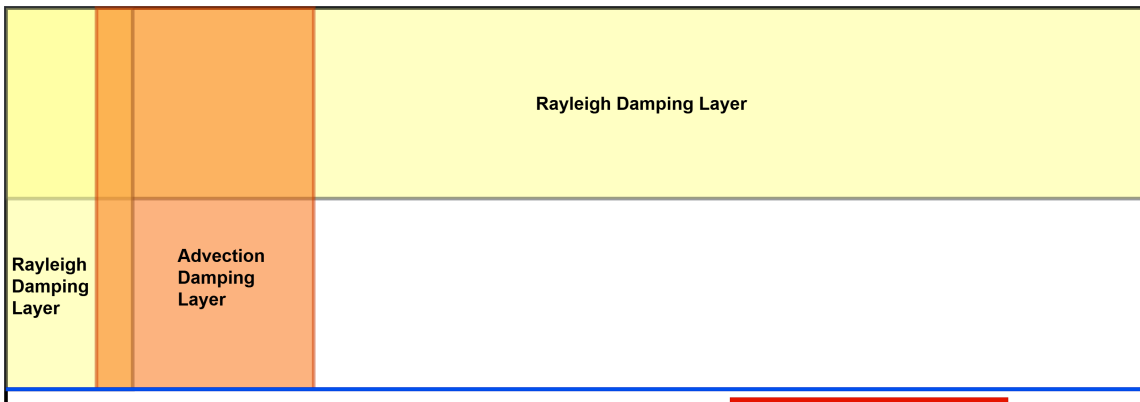 Rayleigh Damping Layer
Rayleigh
Damping
Layer
Advection
Damping
Layer